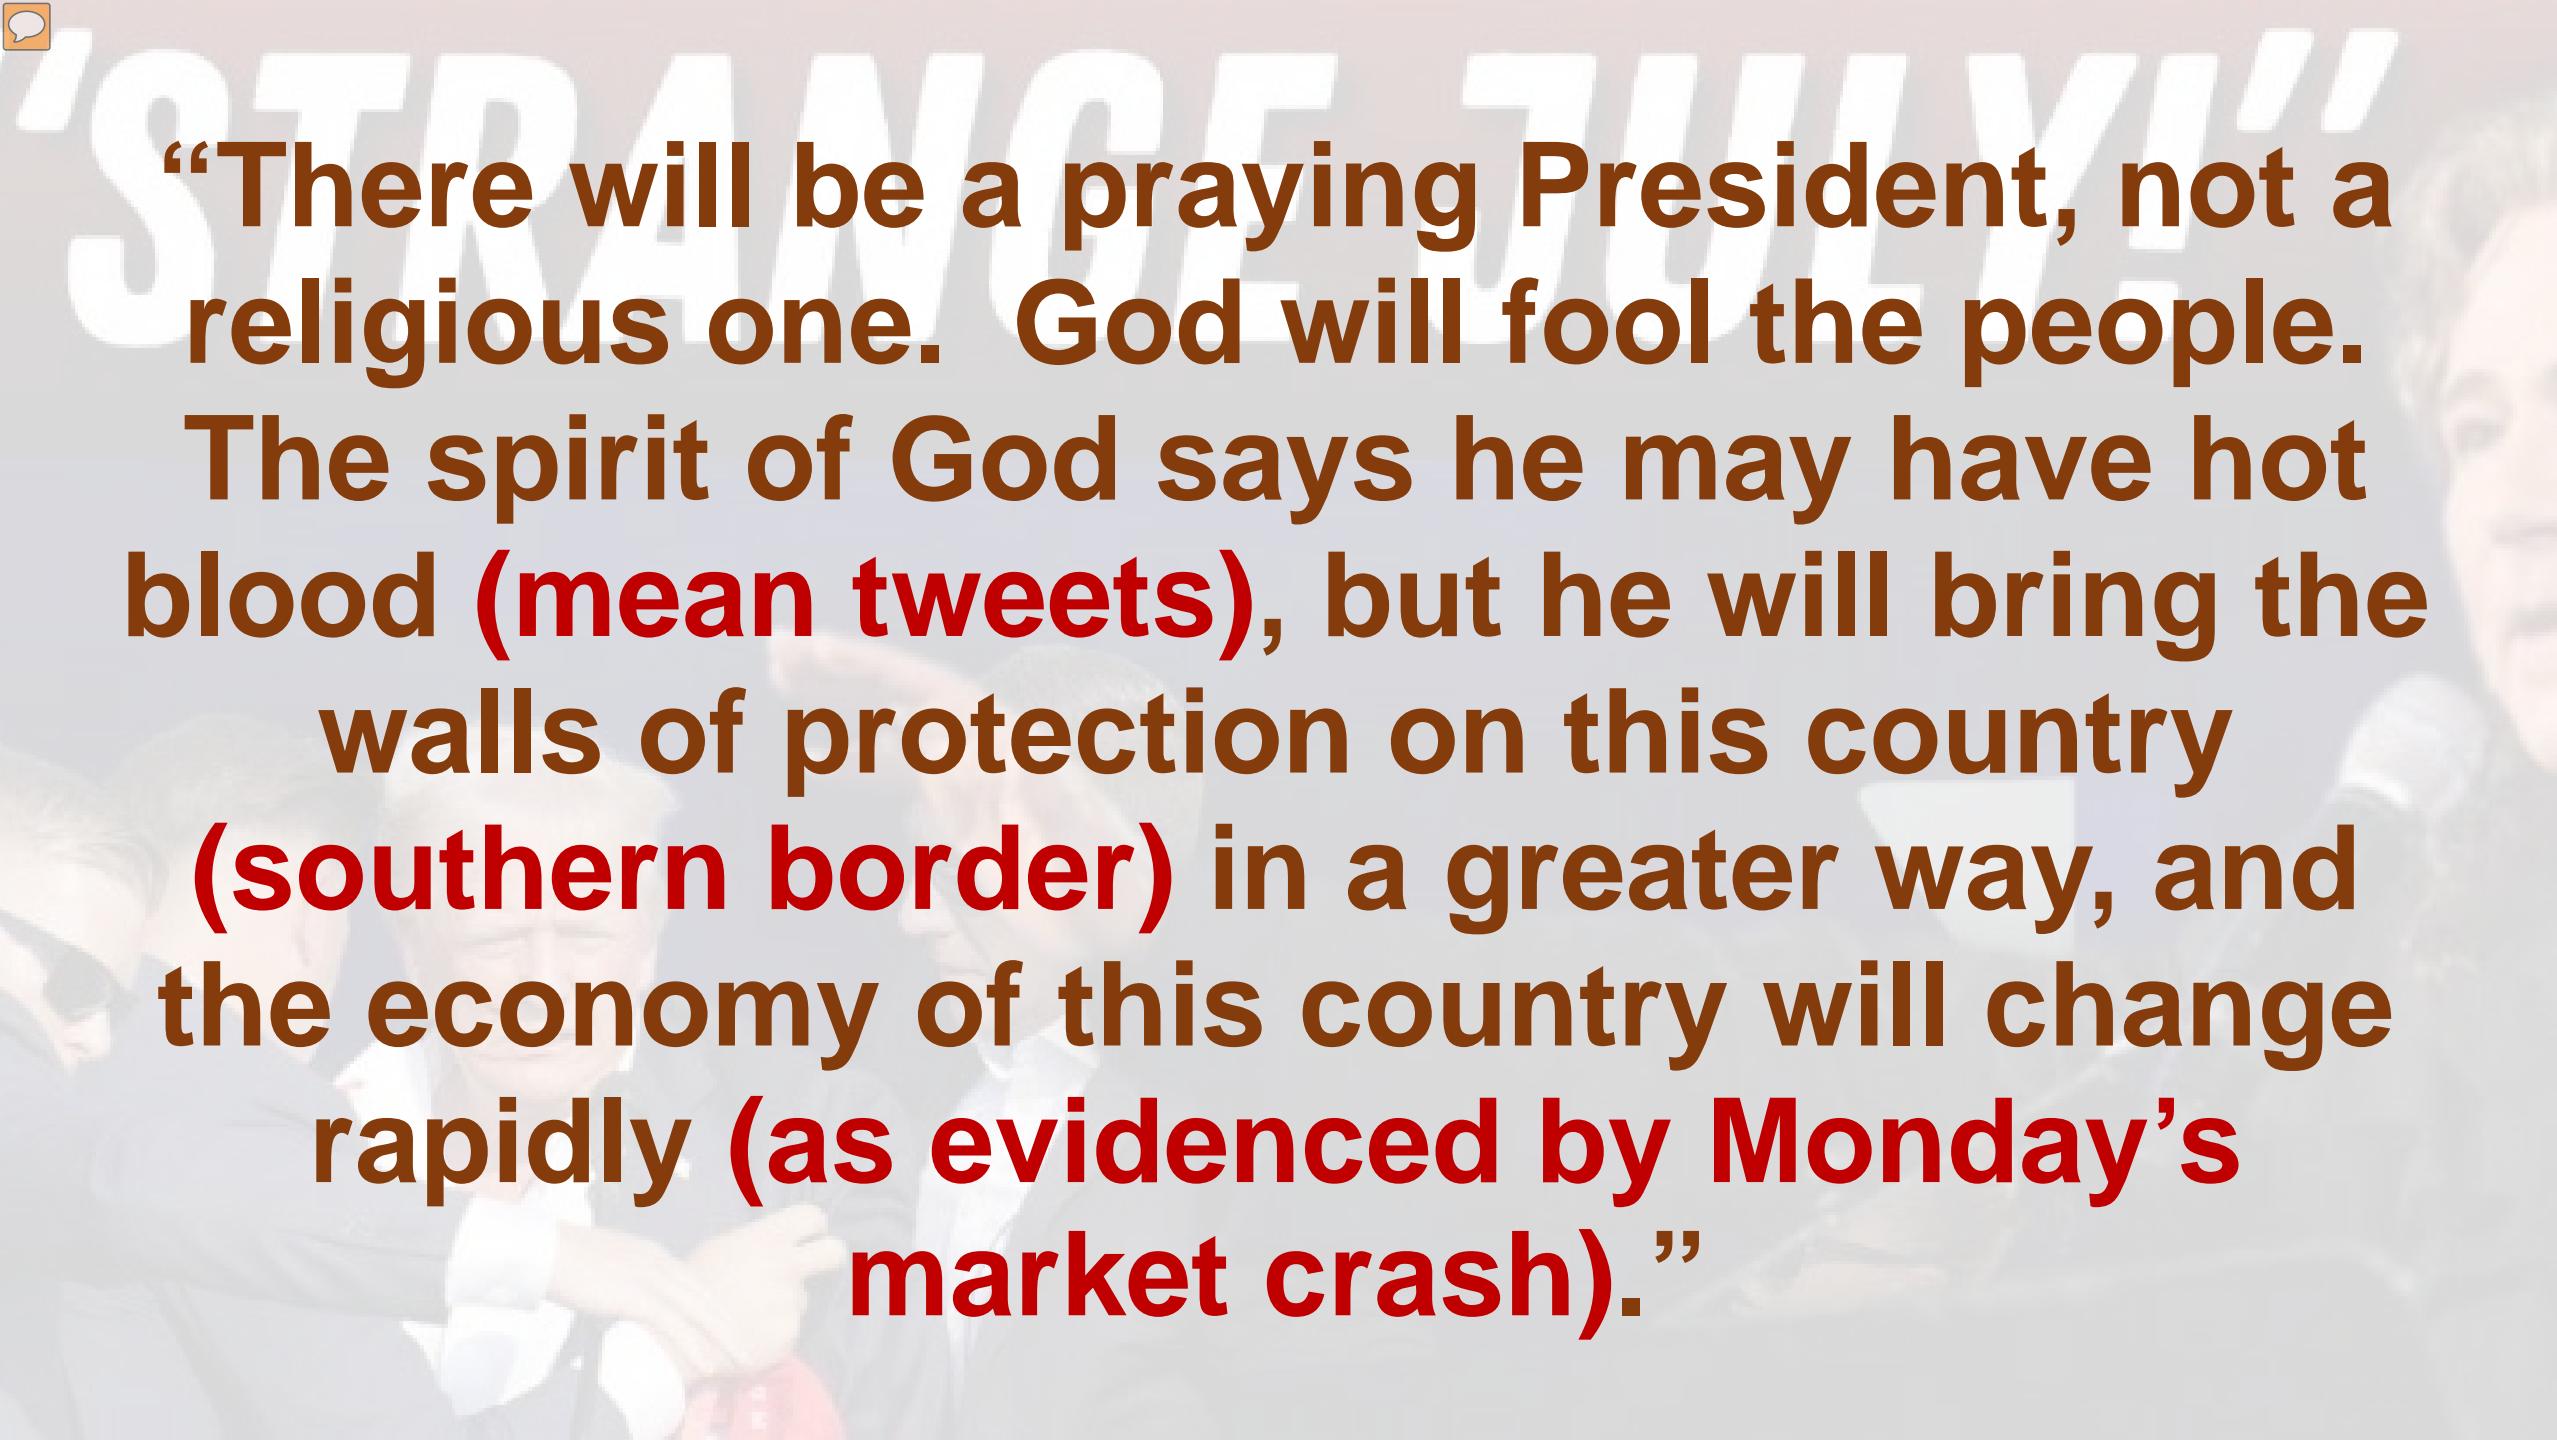 "STRANGE JULY!"
“There will be a praying President, not a
religious one.  God will fool the people.
The spirit of God says he may have hot
blood (mean tweets), but he will bring the
walls of protection on this country
(southern border) in a greater way, and
the economy of this country will change
rapidly (as evidenced by Monday’s
market crash).”